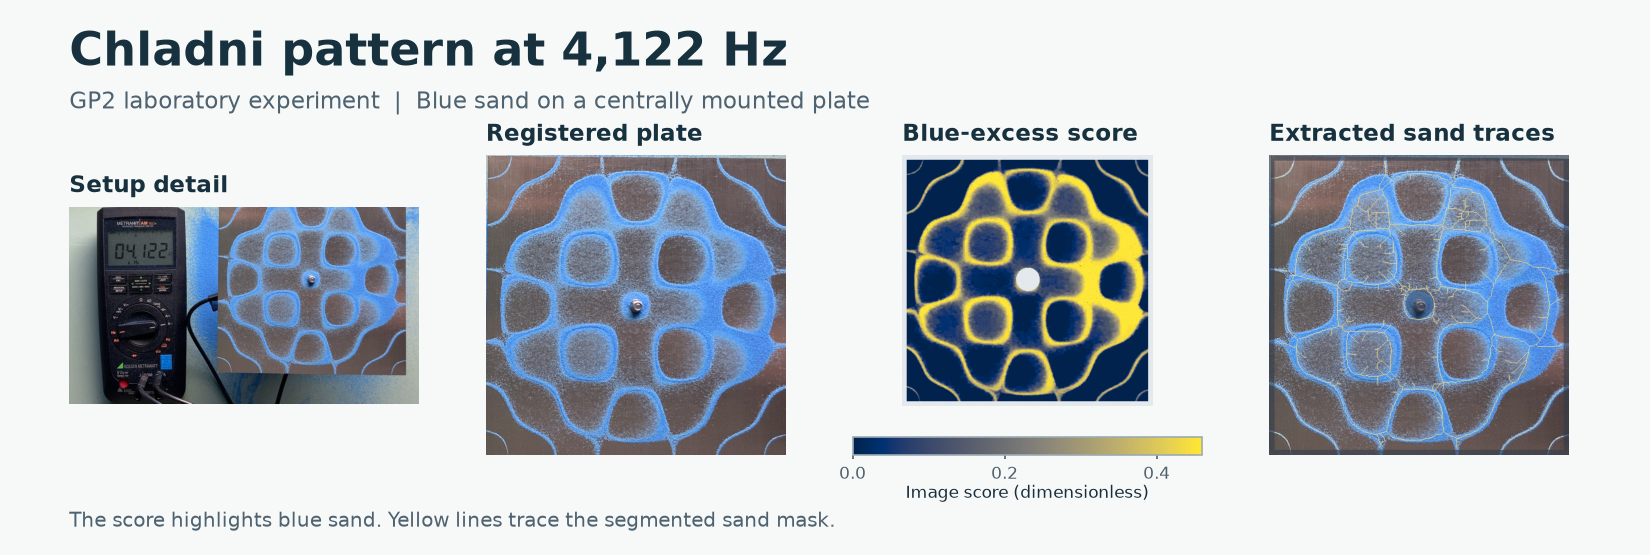 Chladni pattern at 4,122 Hz
GP2 laboratory experiment | Blue sand on a centrally mounted plate
Setup detail
Registered plate
Blue-excess score
Extracted sand traces
04.122
0.0 0.2 0.4
Image score (dimensionless)
The score highlights blue sand. Yellow lines trace the segmented sand mask.